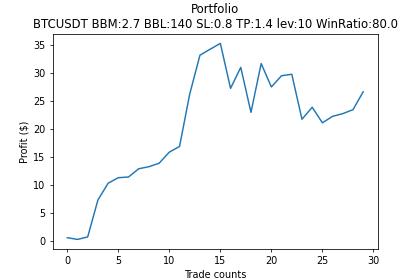 Portfolio
BTCUSDT BBM:2.7 BBL:140 SL:0.8 TP:1.4 lev:10 WinRatio:80.0
35
30
25
20
15
10
5
0
Profit ($)
0 5 10 15 20 25 30
Trade counts